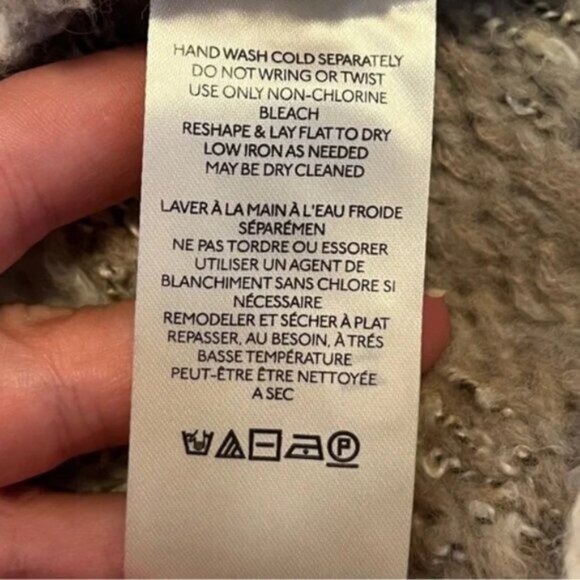 HAND WASH COLD SEPARATELY
DO NOT WRING OR TWIST
USE ONLY NON-CHLORINE
BLEACH
RESHAPE & LAY FLAT TO DRY
LOW IRON AS NEEDED
MAY BE DRY CLEANED
LAVER À LA MAIN À L'EAU FROIDE
SÉPARÉMEN
NE PAS TORDRE OU ESSORER
UTILISER UN AGENT DE
BLANCHIMENT SANS CHLORE SI
NÉCESSAIRE
REMODELER ET SÉCHER À PLAT
REPASSER, AU BESOIN, À TRÉS
BASSE TEMPÉRATURE
PEUT-ÊTRE ÊTRE NETTOYÉE
A SEC
P